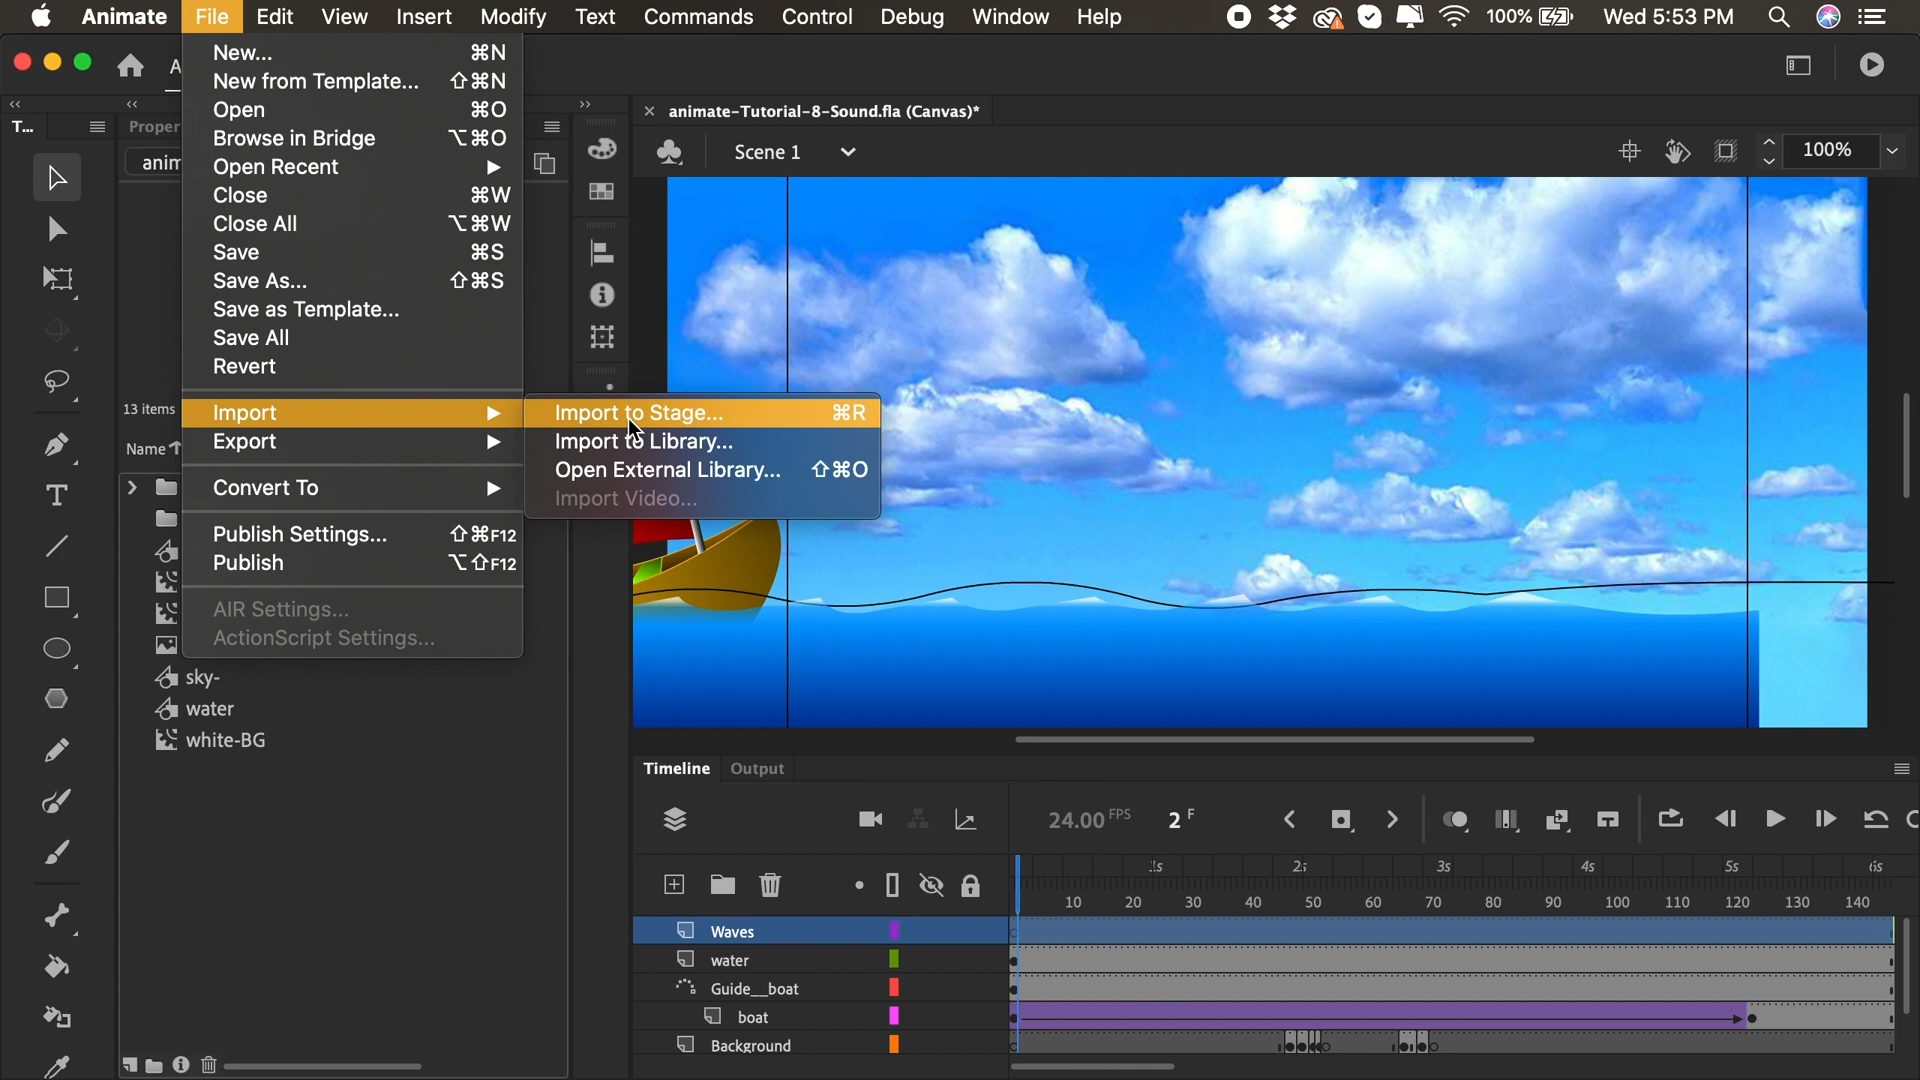 Animate File Edit View Insert Modify Text Commands Control Debug Window Help 100% Wed 5:53 PM
New... ⌘N
New from Template... ⇧⌘N
Open ⌘O
Browse in Bridge ⌥⌘O
Open Recent ▶
Close ⌘W
Close All ⌥⌘W
Save ⌘S
Save As... ⇧⌘S
Save as Template...
Save All
Revert
Import ▶
Export ▶
Convert To ▶
Publish Settings... ⇧⌘F12
Publish ⌥⇧F12
AIR Settings...
ActionScript Settings...
Import to Stage... ⌘R
Import to Library...
Open External Library... ⇧⌘O
Import Video...
A
T...
Proper
anim
13 items
Name
sky-
water
white-BG
animate-Tutorial-8-Sound.fla (Canvas)*
Scene 1
100%
Timeline Output
24.00 FPS 2 F
1s 2s 3s 4s 5s 6s
10 20 30 40 50 60 70 80 90 100 110 120 130 140
Waves
water
Guide__boat
boat
Background